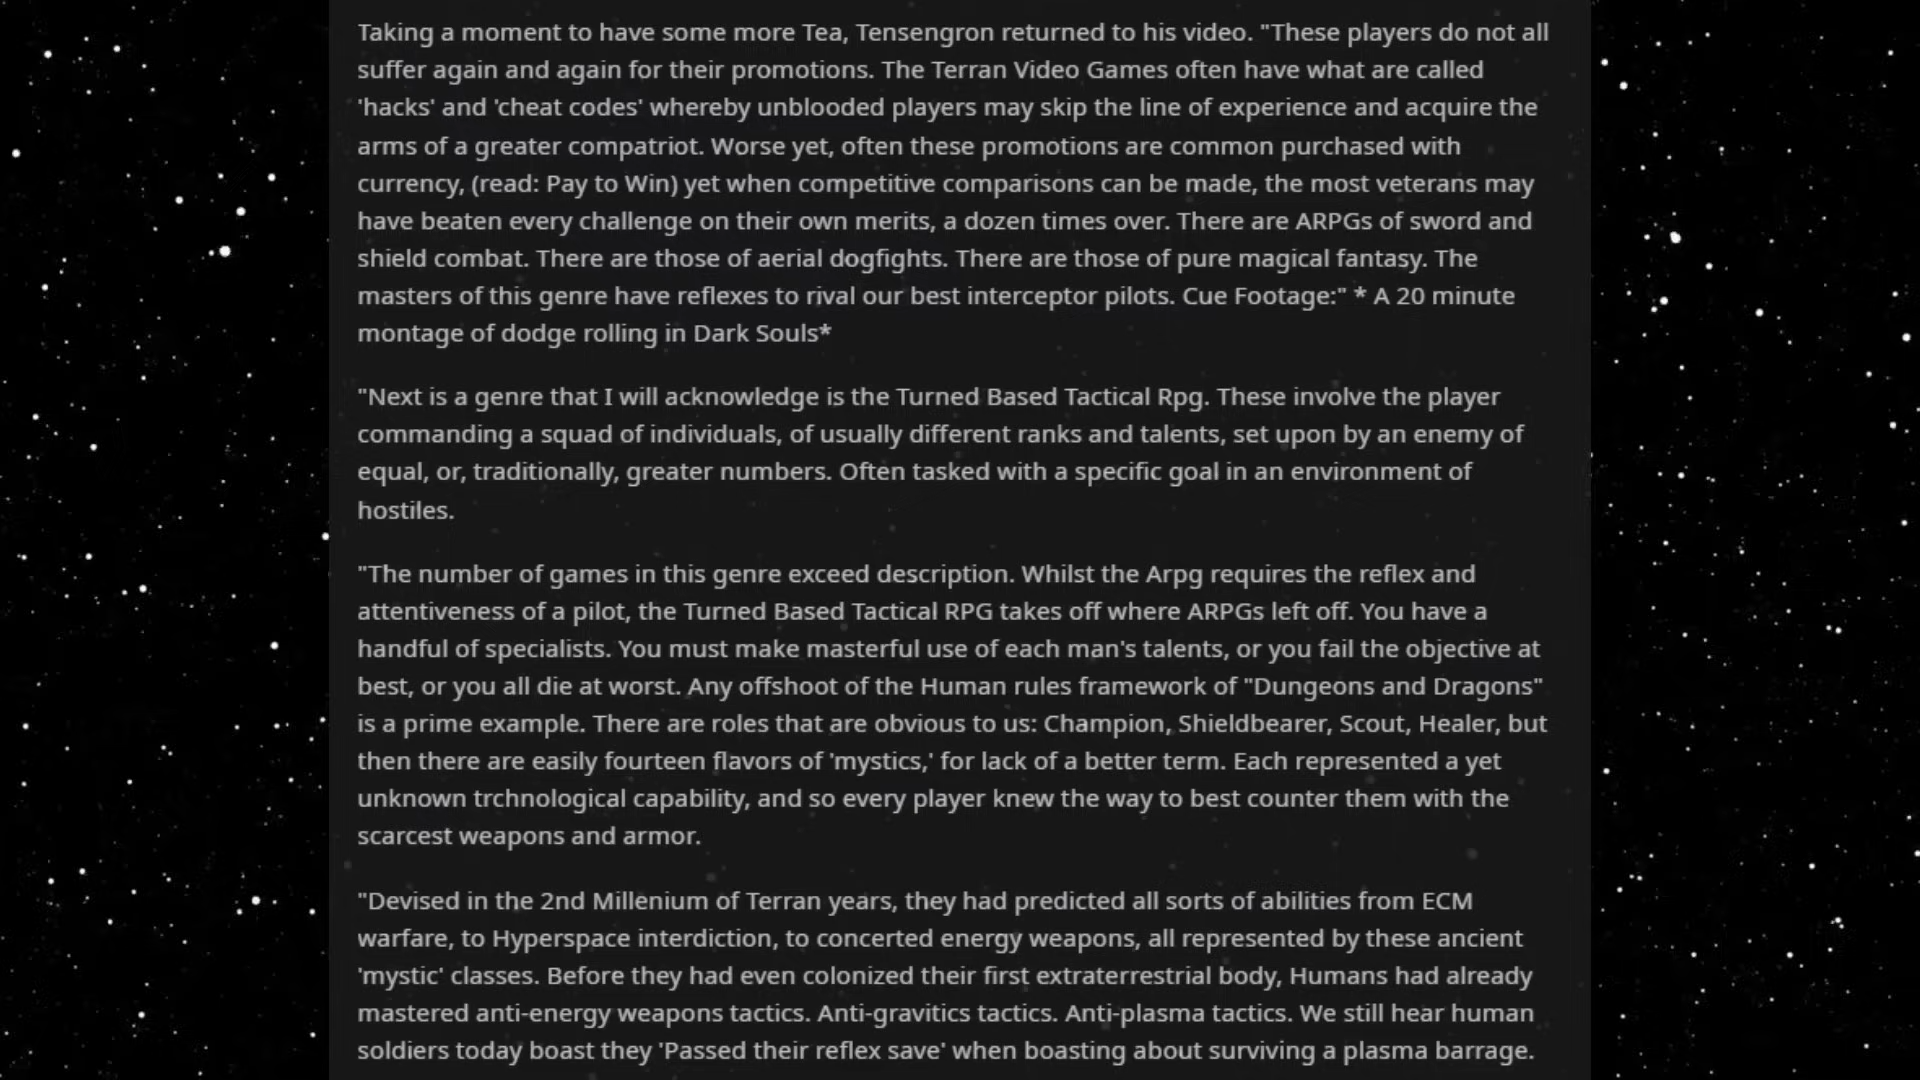 Taking a moment to have some more Tea, Tensengron returned to his video. "These players do not all
suffer again and again for their promotions. The Terran Video Games often have what are called
'hacks' and 'cheat codes' whereby unblooded players may skip the line of experience and acquire the
arms of a greater compatriot. Worse yet, often these promotions are common purchased with
currency, (read: Pay to Win) yet when competitive comparisons can be made, the most veterans may
have beaten every challenge on their own merits, a dozen times over. There are ARPGs of sword and
shield combat. There are those of aerial dogfights. There are those of pure magical fantasy. The
masters of this genre have reflexes to rival our best interceptor pilots. Cue Footage:" * A 20 minute
montage of dodge rolling in Dark Souls*
"Next is a genre that I will acknowledge is the Turned Based Tactical Rpg. These involve the player
commanding a squad of individuals, of usually different ranks and talents, set upon by an enemy of
equal, or, traditionally, greater numbers. Often tasked with a specific goal in an environment of
hostiles.
"The number of games in this genre exceed description. Whilst the Arpg requires the reflex and
attentiveness of a pilot, the Turned Based Tactical RPG takes off where ARPGs left off. You have a
handful of specialists. You must make masterful use of each man's talents, or you fail the objective at
best, or you all die at worst. Any offshoot of the Human rules framework of "Dungeons and Dragons"
is a prime example. There are roles that are obvious to us: Champion, Shieldbearer, Scout, Healer, but
then there are easily fourteen flavors of 'mystics,' for lack of a better term. Each represented a yet
unknown trchnological capability, and so every player knew the way to best counter them with the
scarcest weapons and armor.
"Devised in the 2nd Millenium of Terran years, they had predicted all sorts of abilities from ECM
warfare, to Hyperspace interdiction, to concerted energy weapons, all represented by these ancient
'mystic' classes. Before they had even colonized their first extraterrestrial body, Humans had already
mastered anti-energy weapons tactics. Anti-gravitics tactics. Anti-plasma tactics. We still hear human
soldiers today boast they 'Passed their reflex save' when boasting about surviving a plasma barrage.